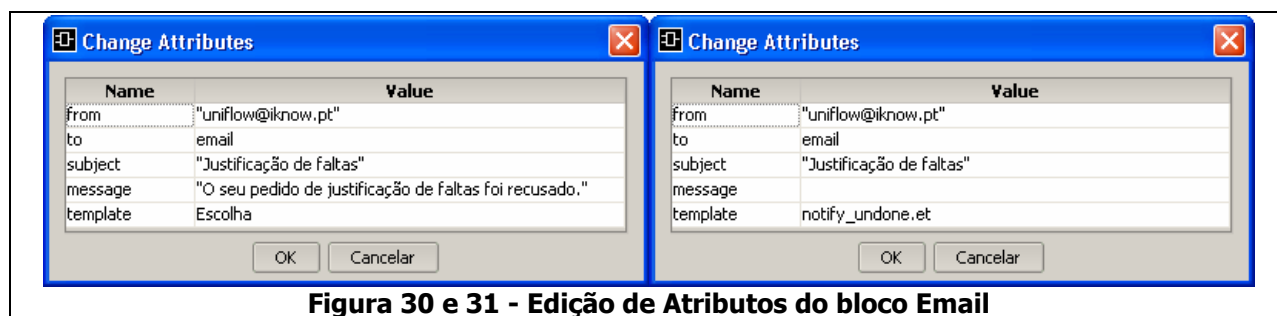 Change Attributes
Name Value
from "uniflow@iknow.pt"
to email
subject "Justificação de faltas"
message "O seu pedido de justificação de faltas foi recusado."
template Escolha
OK Cancelar
Change Attributes
Name Value
from "uniflow@iknow.pt"
to email
subject "Justificação de faltas"
message
template notify_undone.et
OK Cancelar
Figura 30 e 31 - Edição de Atributos do bloco Email